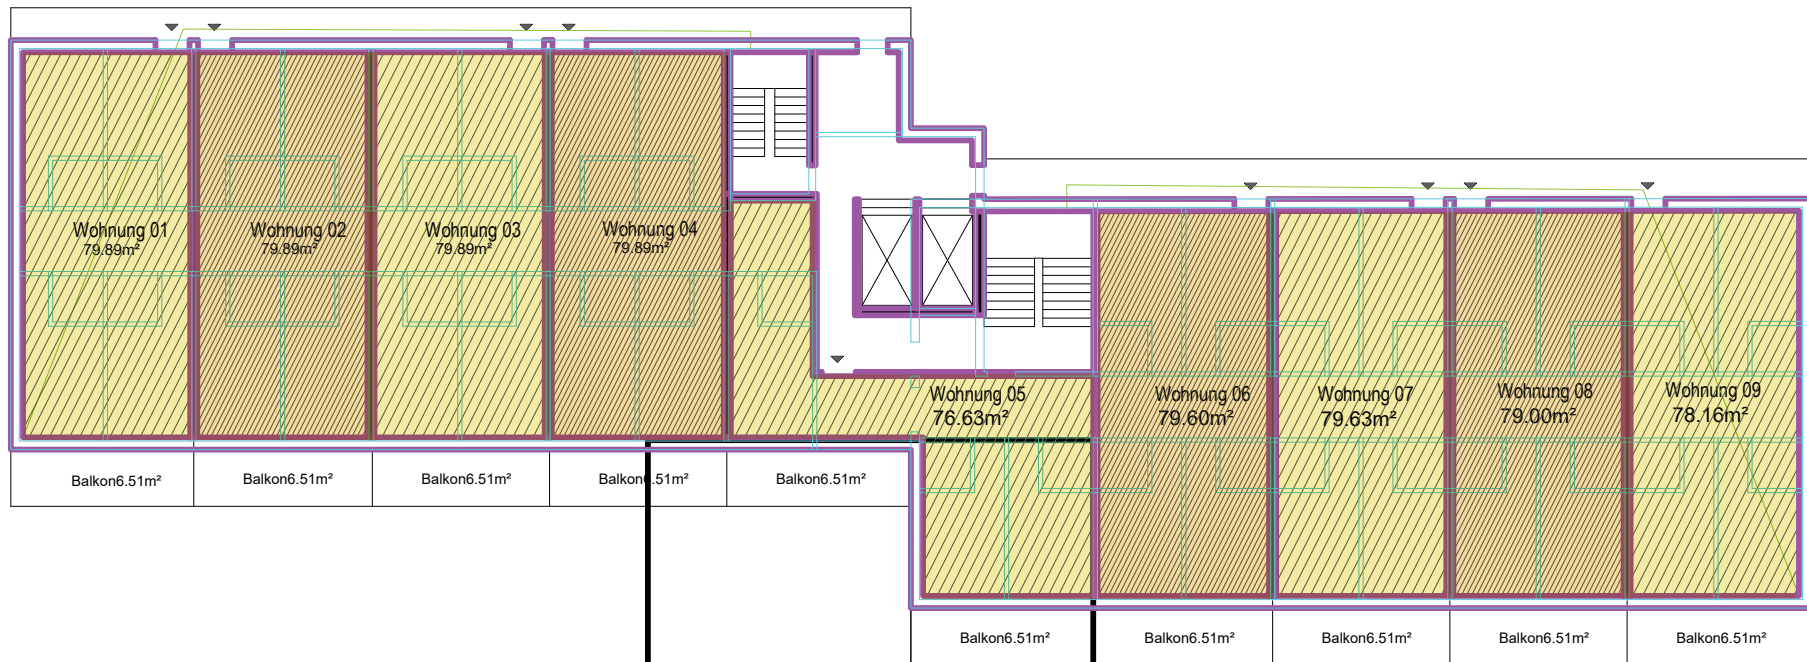 Wohnung 01
79.89m²
Wohnung 02
79.89m²
Wohnung 03
79.89m²
Wohnung 04
79.89m²
Wohnung 05
76.63m²
Wohnung 06
79.60m²
Wohnung 07
79.63m²
Wohnung 08
79.00m²
Wohnung 09
78.16m²
Balkon6.51m²
Balkon6.51m²
Balkon6.51m²
Balkon6.51m²
Balkon6.51m²
Balkon6.51m²
Balkon6.51m²
Balkon6.51m²
Balkon6.51m²
Balkon6.51m²